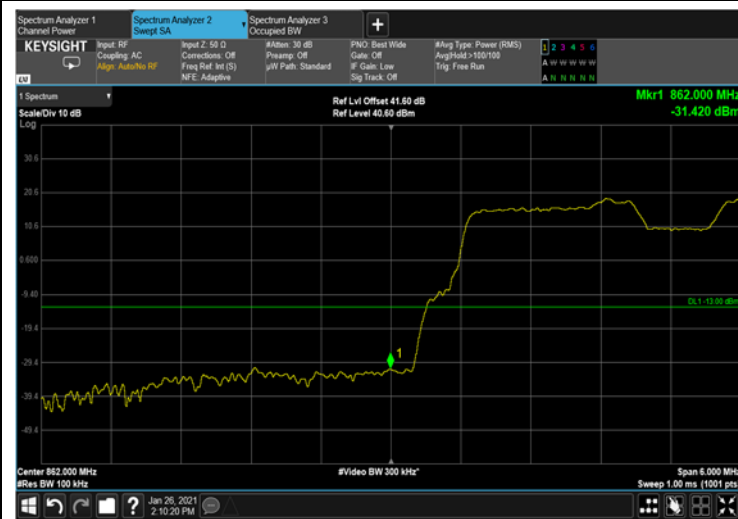 Spectrum Analyzer 1
Channel Power
Spectrum Analyzer 2
Swept SA
Spectrum Analyzer 3
Occupied BW
+
KEYSIGHT
Input: RF
Coupling: AC
Align: Auto/No RF
Input Z: 50 Ω
Corrections: Off
Freq Ref: Int (S)
NFE: Adaptive
#Atten: 30 dB
Preamp: Off
µW Path: Standard
PNO: Best Wide
Gate: Off
IF Gain: Low
Sig Track: Off
#Avg Type: Power (RMS)
Avg|Hold:>100/100
Trig: Free Run
1 2 3 4 5 6
A W W W W W
A N N N N N
1 Spectrum
Scale/Div 10 dB
Log
Ref Lvl Offset 41.60 dB
Ref Level 40.60 dBm
Mkr1 862.000 MHz
-31.420 dBm
30.6
20.6
10.6
0.600
-9.40
-19.4
-29.4
-39.4
-49.4
DL1 -13.00 dBm
1
Center 862.000 MHz
#Res BW 100 kHz
#Video BW 300 kHz*
Span 6.000 MHz
Sweep 1.00 ms (1001 pts)
?
Jan 26, 2021
2:10:20 PM